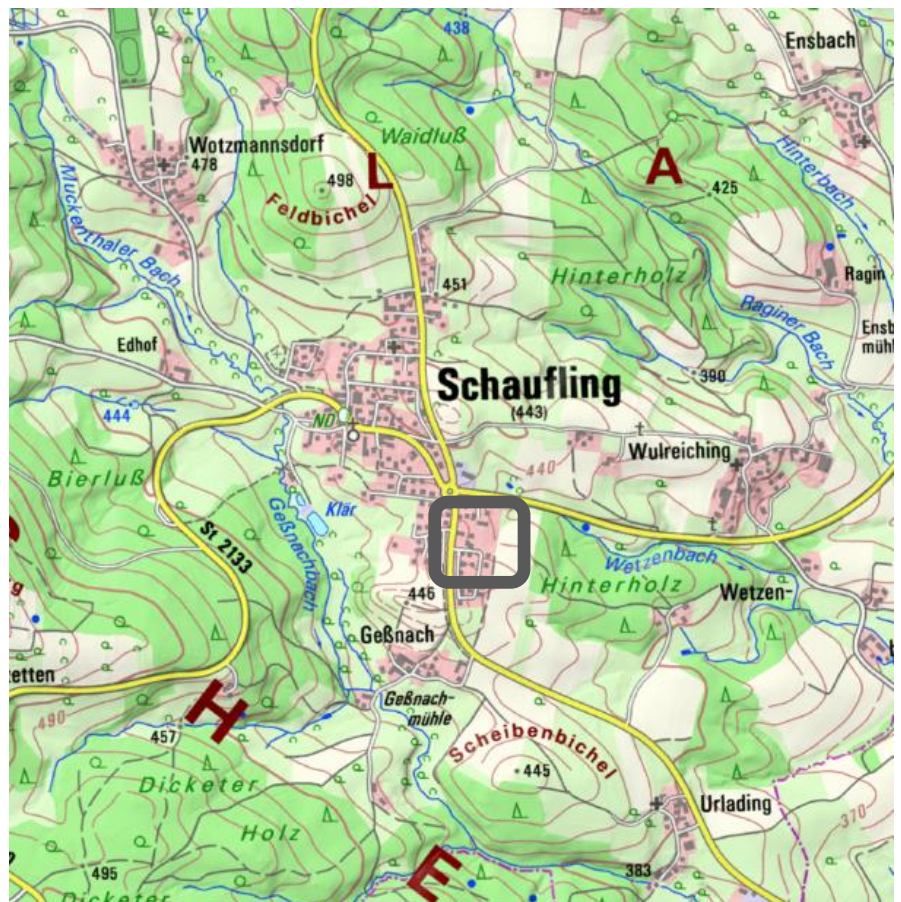 438
Ensbach
Waidluß
Wotzmannsdorf
478
L
A
498
425
Feldbichel
Hinterbach
Muckenthaler Bach
Hinterholz
Ragin
451
Raginer Bach
Edhof
390
Schaufling
(443)
444
ND
Wulreiching
440
Bierluß
Klär
St 2133
Geßnachbach
Wetzenbach
Hinterholz
Wetzen-
446
Geßnach
etten
Geßnach-
mühle
H
490
457
Scheibenbichel
445
Dicketer
Urlading
370
Holz
E
383
495
Dicketer